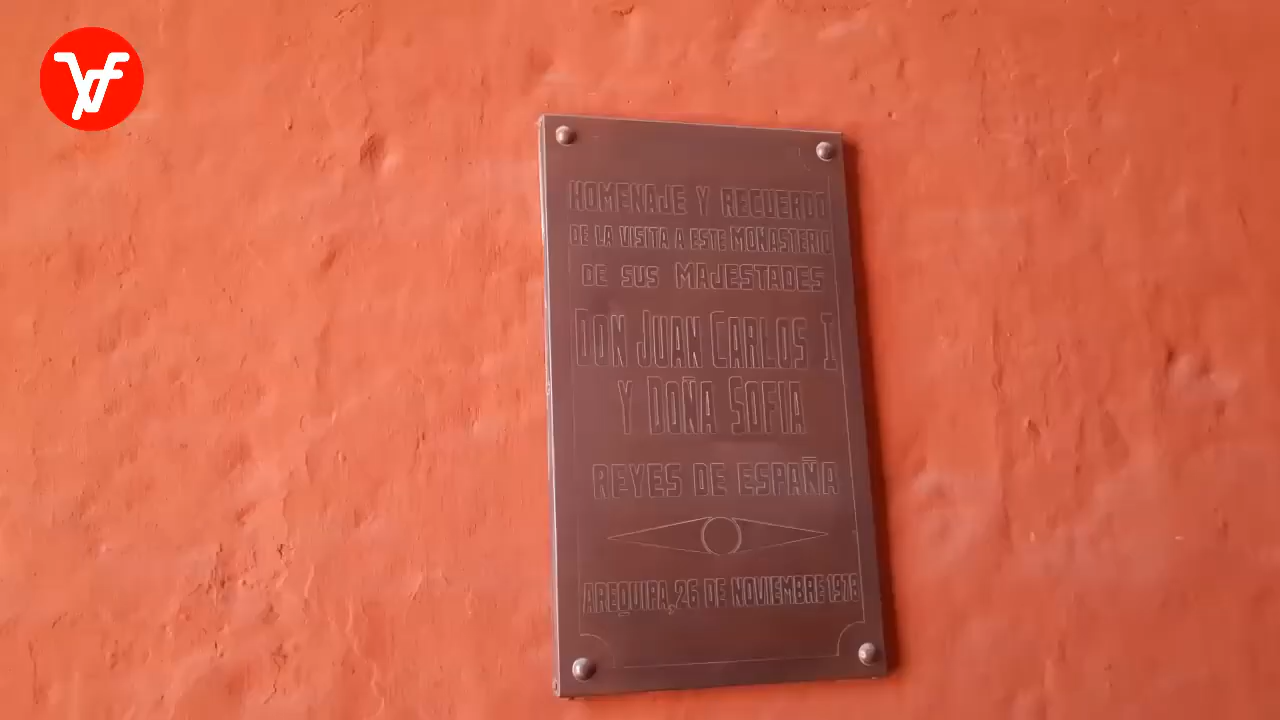 HOMENAJE Y RECUERDO
DE LA VISITA A ESTE MONASTERIO
DE SUS MAJESTADES
DON JUAN CARLOS I
Y DOÑA SOFIA
REYES DE ESPAÑA
AREQUIPA, 26 DE NOVIEMBRE 1978